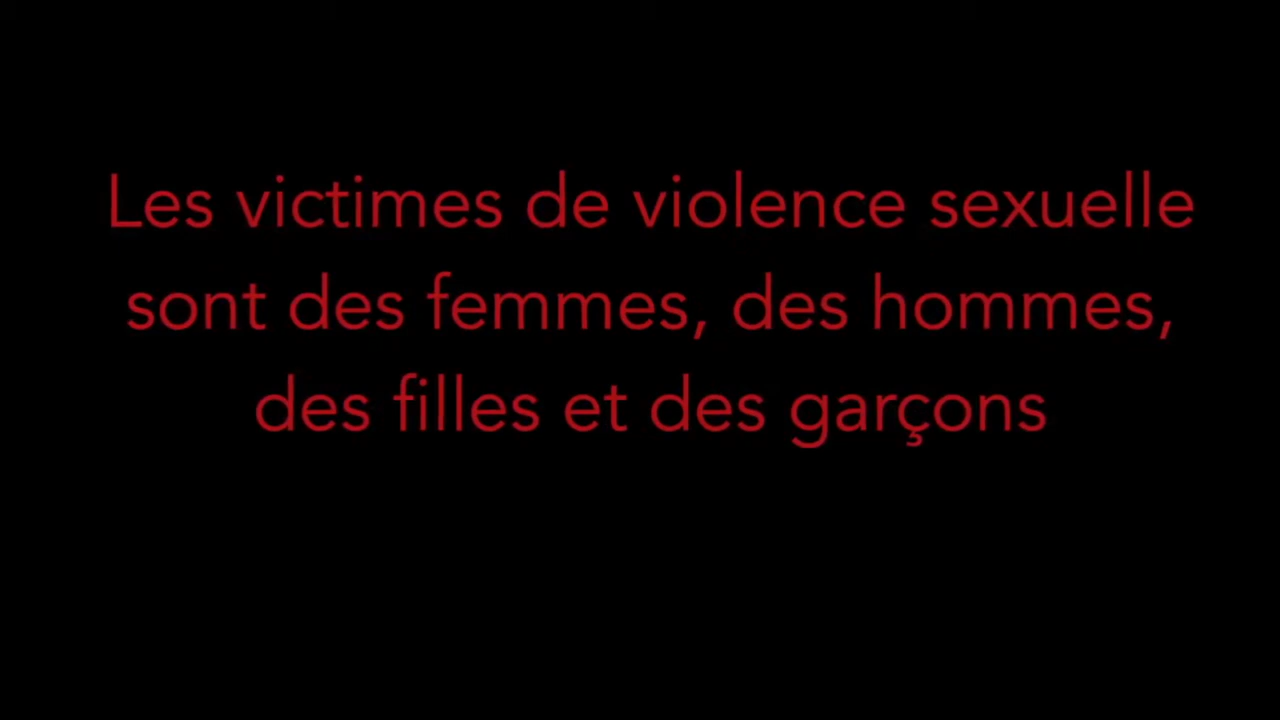 Les victimes de violence sexuelle
sont des femmes, des hommes,
des filles et des garçons